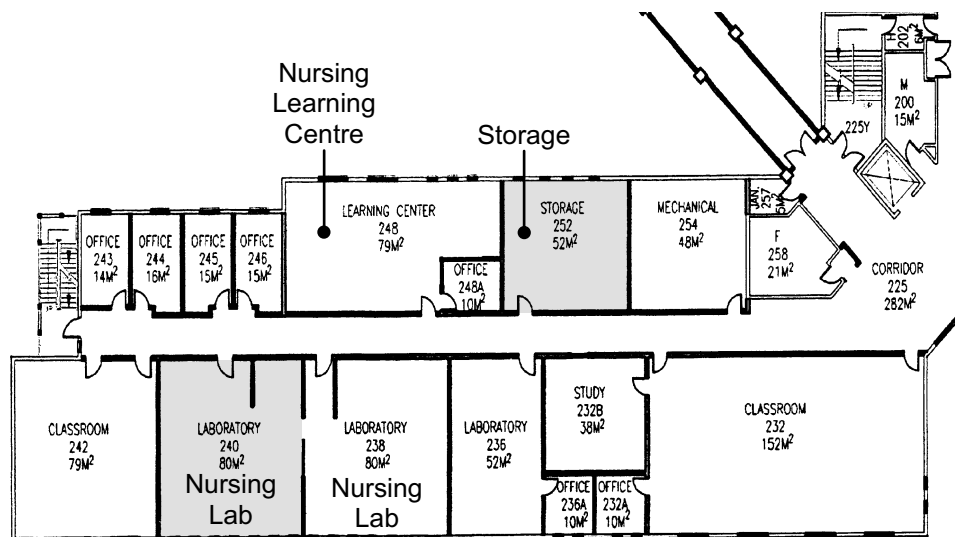 Nursing
Learning
Centre
Storage
H
202
6M²
M
200
15M²
225Y
JAN.
257
5M²
LEARNING CENTER
248
79M²
STORAGE
252
52M²
MECHANICAL
254
48M²
OFFICE
243
14M²
OFFICE
244
16M²
OFFICE
245
15M²
OFFICE
246
15M²
OFFICE
248A
10M²
F
258
21M²
CORRIDOR
225
282M²
CLASSROOM
242
79M²
LABORATORY
240
80M²
Nursing
Lab
LABORATORY
238
80M²
Nursing
Lab
LABORATORY
236
52M²
STUDY
232B
38M²
CLASSROOM
232
152M²
OFFICE
236A
10M²
OFFICE
232A
10M²